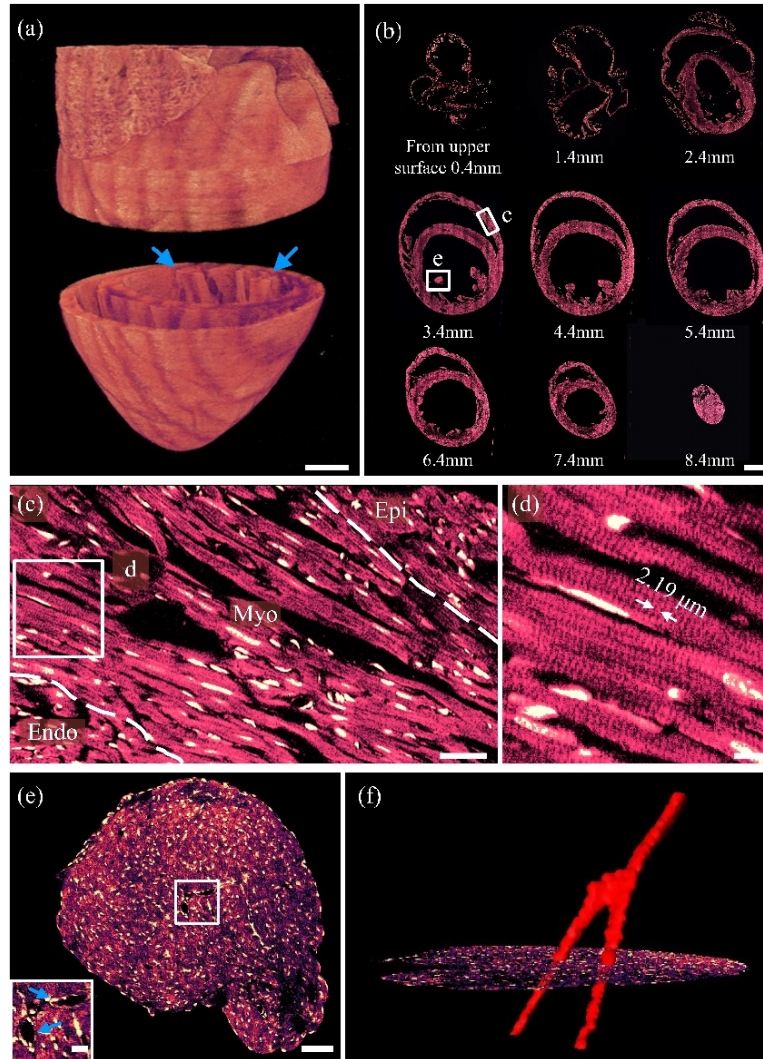 (a)
(b)
From upper
surface 0.4mm
1.4mm
2.4mm
c
e
3.4mm
4.4mm
5.4mm
6.4mm
7.4mm
8.4mm
(c)
Epi
d
Myo
Endo
(d)
2.19 μm
(e)
(f)